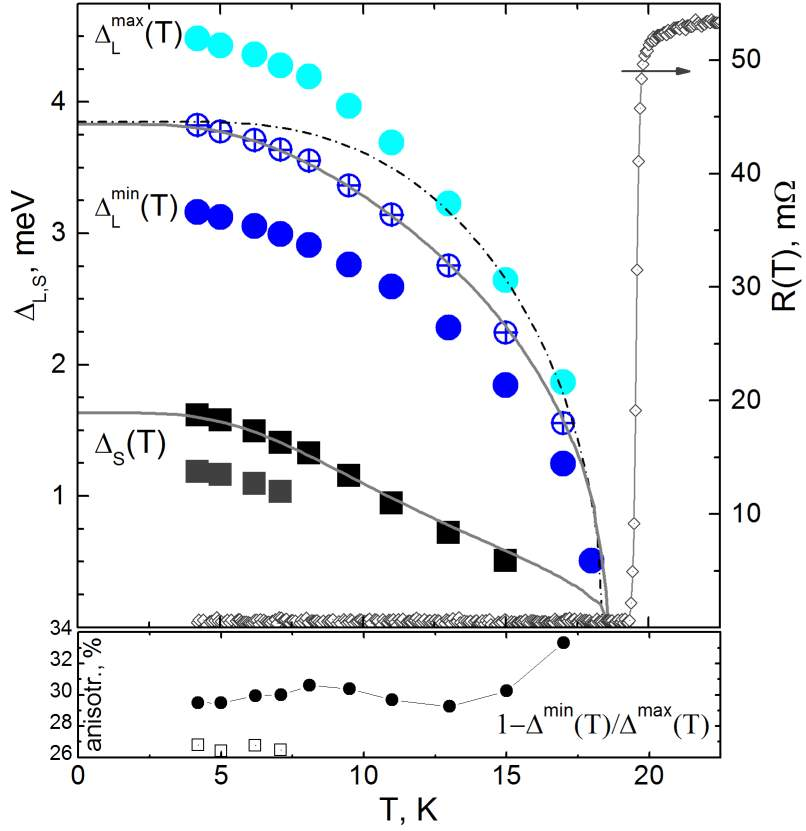 Δ_L^max(T)
Δ_L^min(T)
Δ_S(T)
Δ_L,S, meV
4
3
2
1
R(T), mΩ
50
40
30
20
10
34
32
30
28
26
anisotr., %
1−Δ^min(T)/Δ^max(T)
0
5
10
15
20
T, K